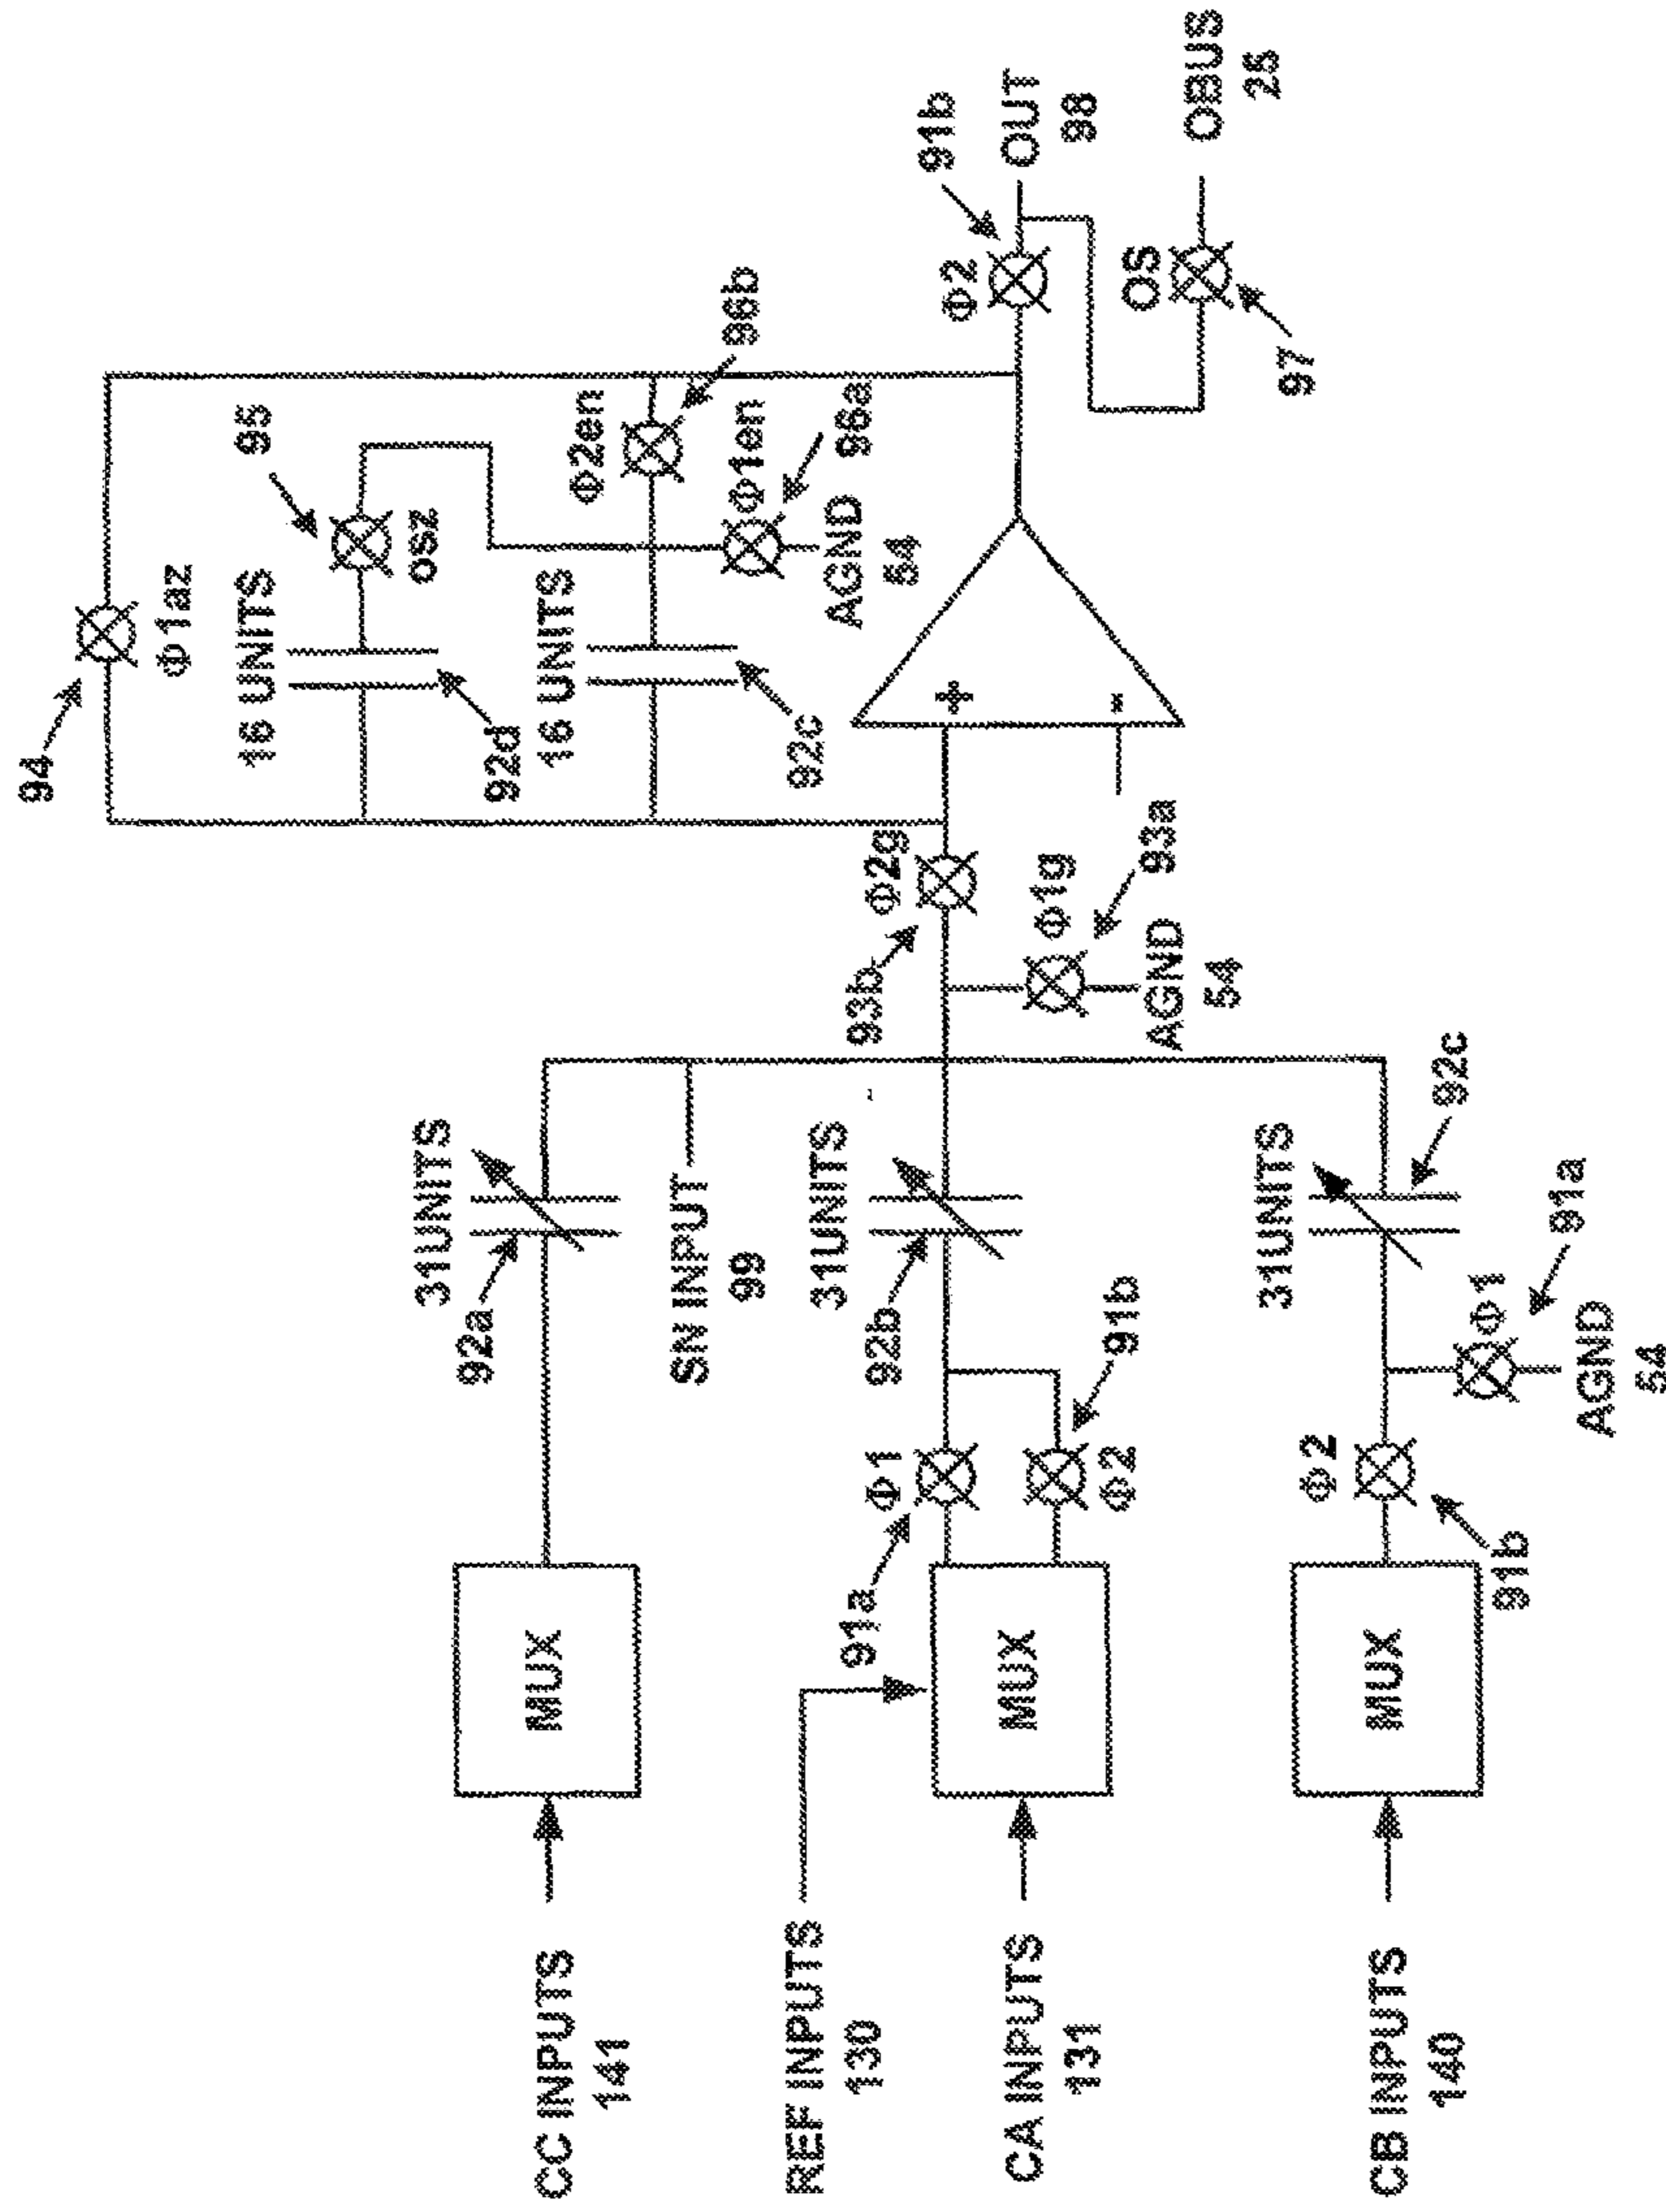 94
Φ1az
95
16 UNITS
osz
92d
16 UNITS
92c
Φ2en
96b
Φ1en
96a
AGND
54
+
-
Φ2
91b
OUT
98
OS
97
OBUS
25
Φ2g
93b
Φ1g
93a
AGND
54
CC INPUTS
141
MUX
31UNITS
92a
SN INPUT
99
REF INPUTS
130
CA INPUTS
131
MUX
Φ1
91a
Φ2
91b
31UNITS
92b
CB INPUTS
140
MUX
Φ2
91b
Φ1
91a
AGND
54
31UNITS
92c